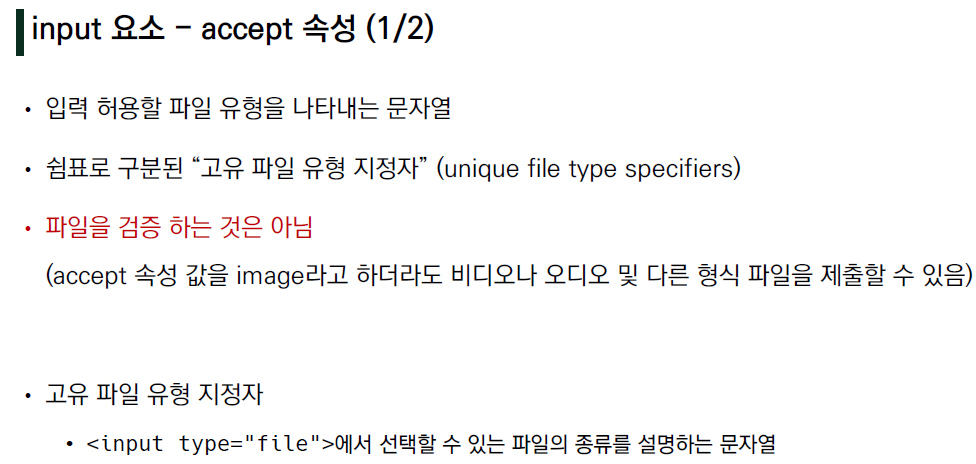 input 요소 – accept 속성 (1/2)
• 입력 허용할 파일 유형을 나타내는 문자열
• 쉼표로 구분된 “고유 파일 유형 지정자” (unique file type specifiers)
• 파일을 검증 하는 것은 아님
(accept 속성 값을 image라고 하더라도 비디오나 오디오 및 다른 형식 파일을 제출할 수 있음)
• 고유 파일 유형 지정자
• <input type="file">에서 선택할 수 있는 파일의 종류를 설명하는 문자열